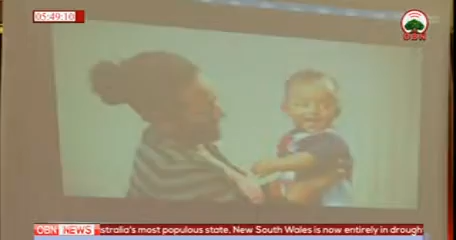 05:49:10
OBN
OBN NEWS stralia's most populous state, New South Wales is now entirely in drough